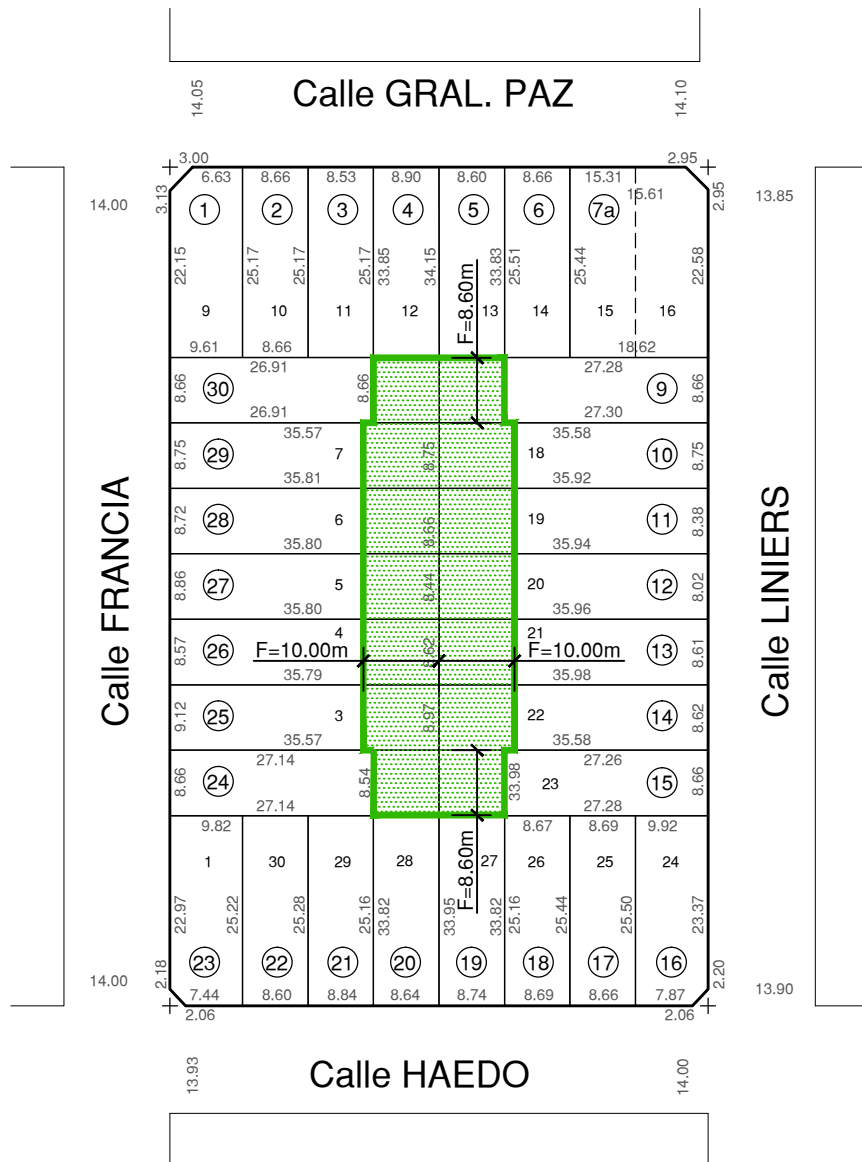 Calle GRAL. PAZ
14.05
14.10
3.00
2.95
6.63 8.66 8.53 8.90 8.60 8.66 15.31
15.61
3.13
2.95
14.00
13.85
1 2 3 4 5 6 7a
22.15 25.17 25.17 25.17 33.85 34.15 33.83 25.51 25.44 22.58
9 10 11 12 13 14 15 16
F=8.60m
9.61 8.66 18.62
26.91 27.28
8.66 30 8.66 9 8.66
26.91 27.30
35.57 35.58
8.75 29 7 8.75 18 10 8.75
35.81 35.92
8.72 28 6 8.66 19 11 8.38
35.80 35.94
8.86 27 5 8.44 20 12 8.02
35.80 35.96
4 21
8.57 26 F=10.00m 8.62 F=10.00m 13 8.61
35.79 35.98
9.12 25 3 8.97 22 14 8.62
35.57 35.58
27.14 27.26
8.66 24 8.54 33.98 23 15 8.66
27.14 27.28
Calle FRANCIA
Calle LINIERS
9.82 8.67 8.69 9.92
F=8.60m
1 30 29 28 27 26 25 24
22.97 25.22 25.28 25.16 33.82 33.95 33.82 25.16 25.44 25.50 23.37
23 22 21 20 19 18 17 16
14.00
13.90
2.18
2.20
7.44 8.60 8.84 8.64 8.74 8.69 8.66 7.87
2.06
2.06
13.93
14.00
Calle HAEDO